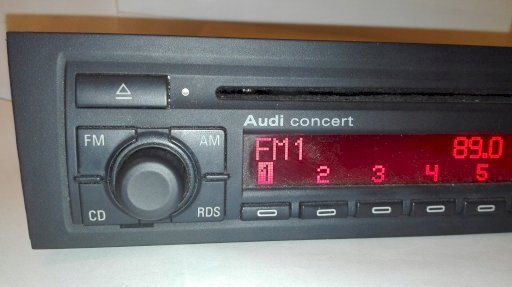 Audi concert
FM AM
FM1 89.0
1 2 3 4 5
CD RDS